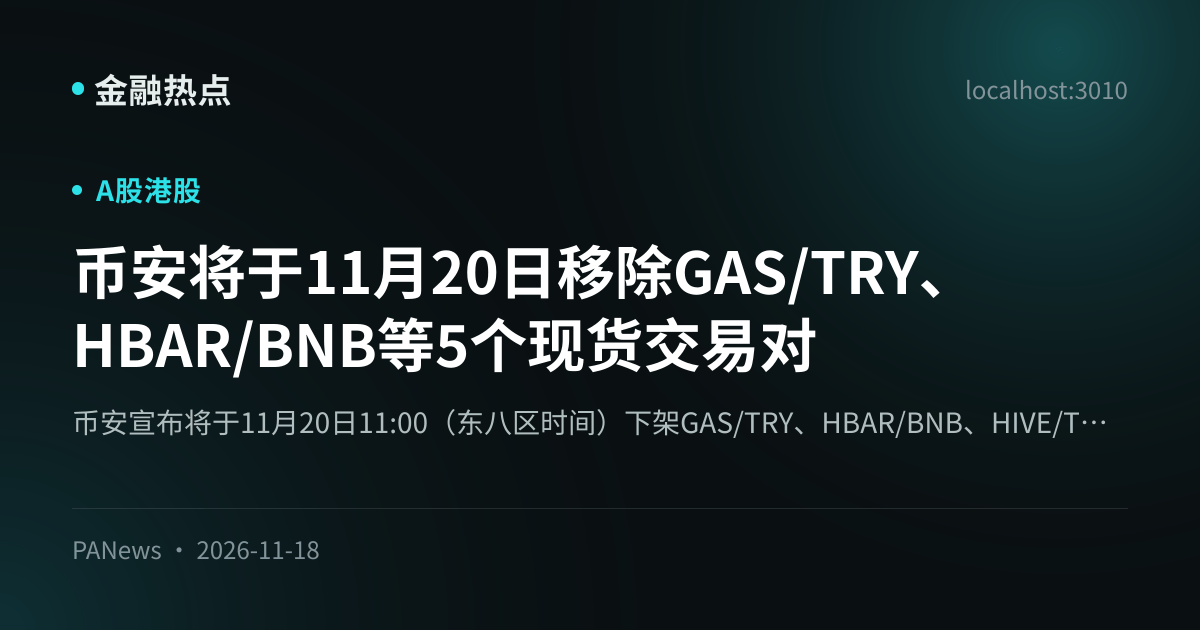 金融热点
localhost:3010
A股港股
币安将于11月20日移除GAS/TRY、
HBAR/BNB等5个现货交易对
币安宣布将于11月20日11:00（东八区时间）下架GAS/TRY、HBAR/BNB、HIVE/T…
PANews • 2026-11-18